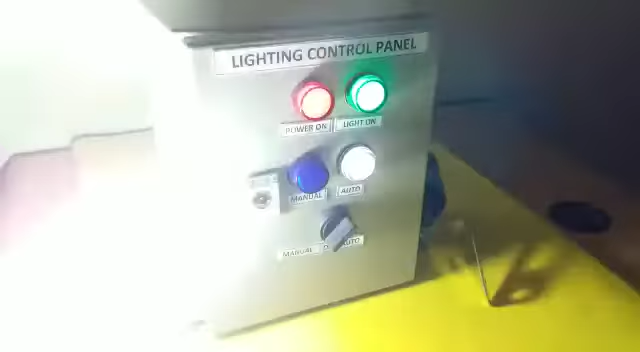 LIGHTING CONTROL PANEL
POWER ON LIGHT ON
MANUAL AUTO
MANUAL AUTO